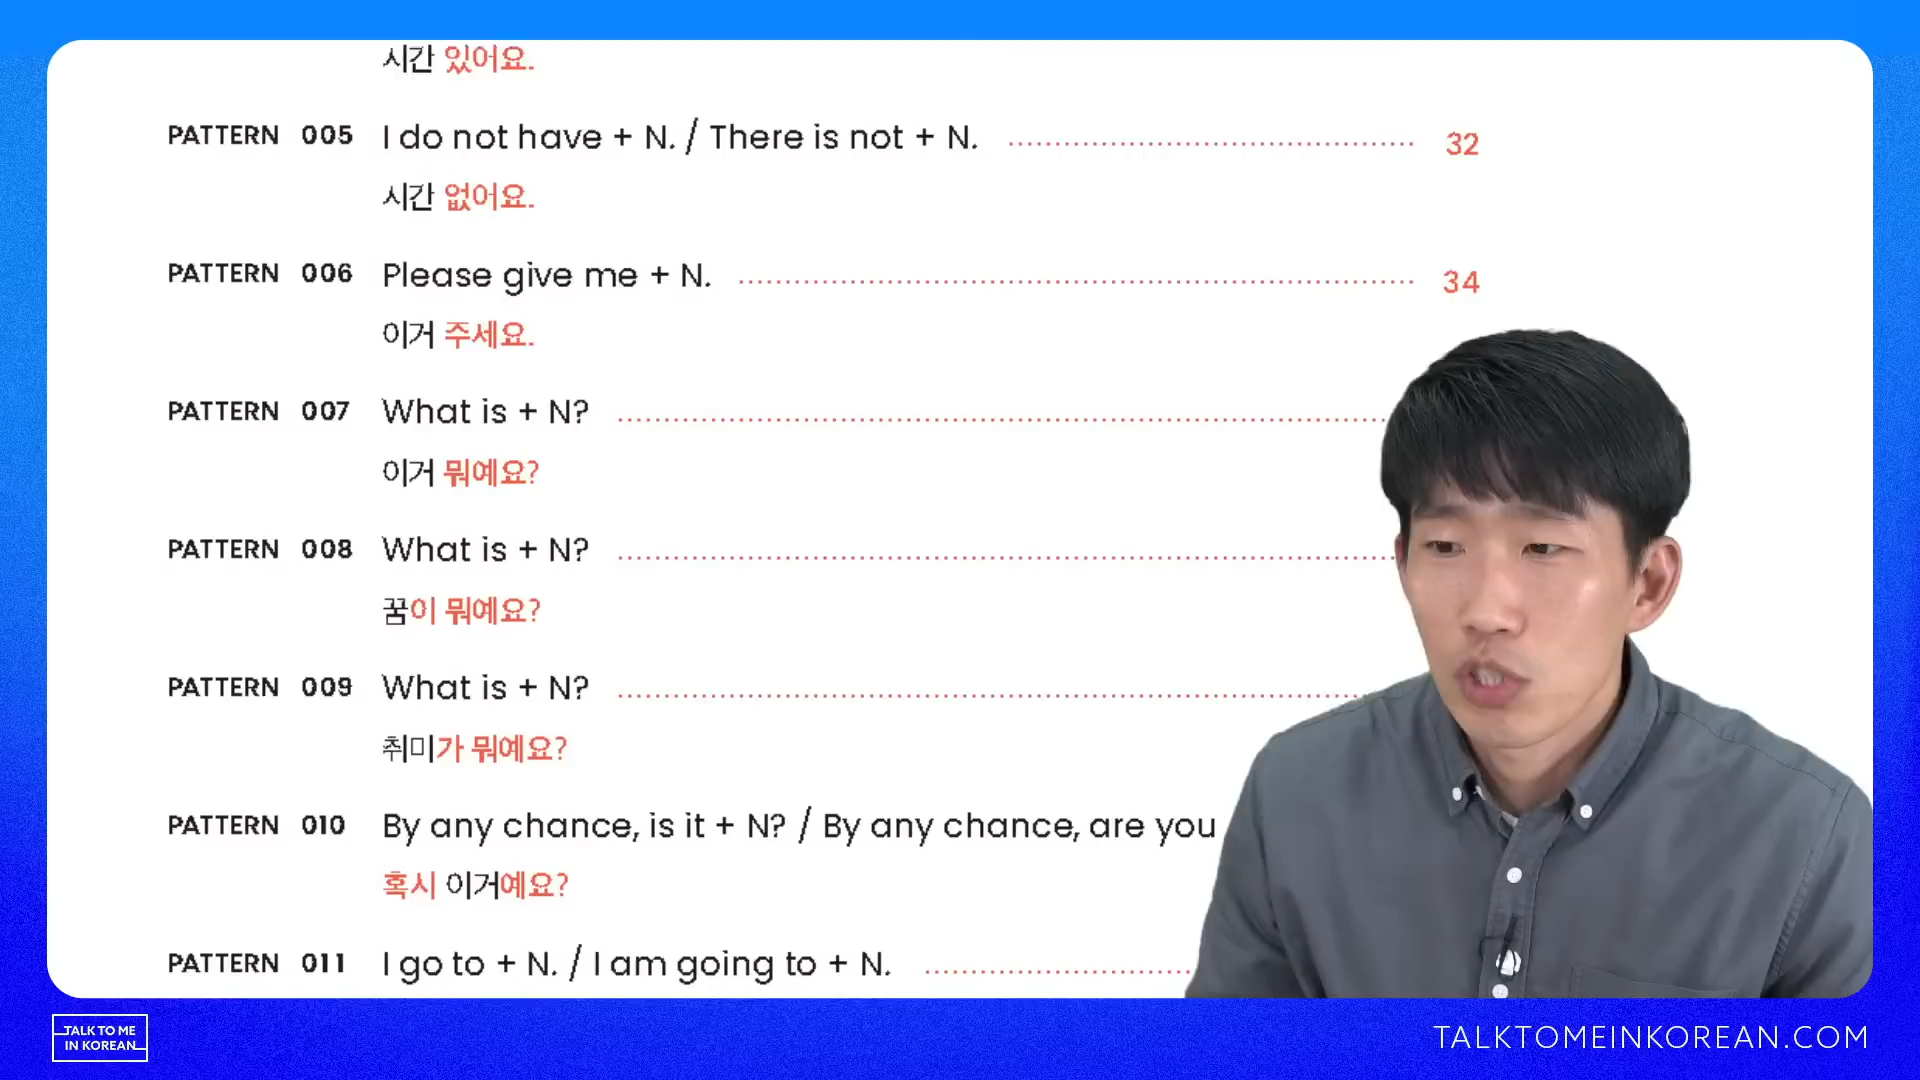 시간 있어요.
PATTERN 005 I do not have + N. / There is not + N. 32
시간 없어요.
PATTERN 006 Please give me + N. 34
이거 주세요.
PATTERN 007 What is + N?
이거 뭐예요?
PATTERN 008 What is + N?
꿈이 뭐예요?
PATTERN 009 What is + N?
취미가 뭐예요?
PATTERN 010 By any chance, is it + N? / By any chance, are you
혹시 이거예요?
PATTERN 011 I go to + N. / I am going to + N.
TALK TO ME
IN KOREAN
TALKTOMEINKOREAN.COM